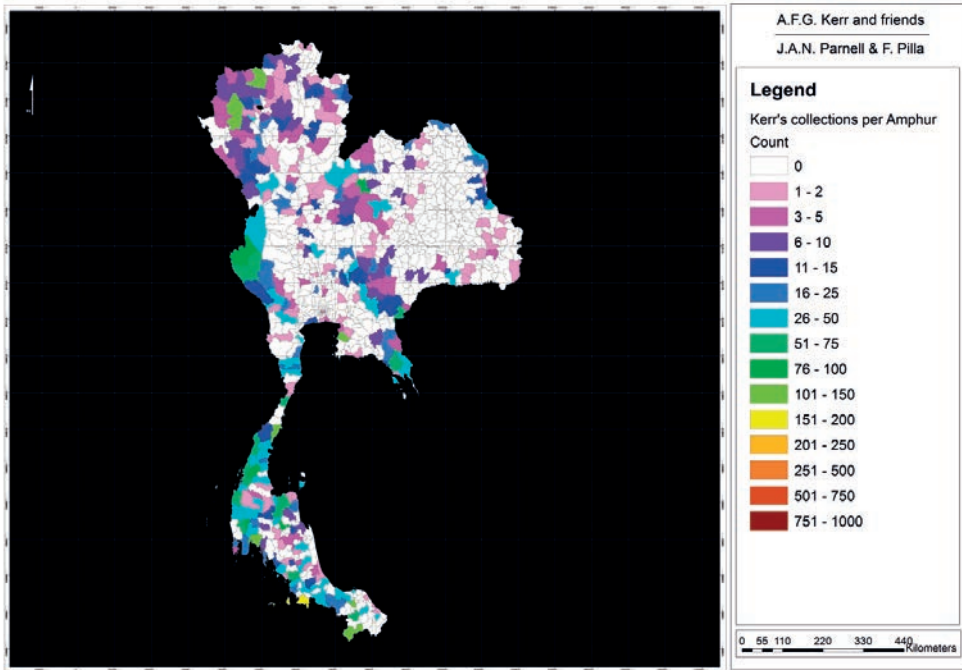 A.F.G. Kerr and friends
J.A.N. Parnell & F. Pilla
Legend
Kerr's collections per Amphur
Count
0
1 - 2
3 - 5
6 - 10
11 - 15
16 - 25
26 - 50
51 - 75
76 - 100
101 - 150
151 - 200
201 - 250
251 - 500
501 - 750
751 - 1000
0 55 110 220 330 440
Kilometers